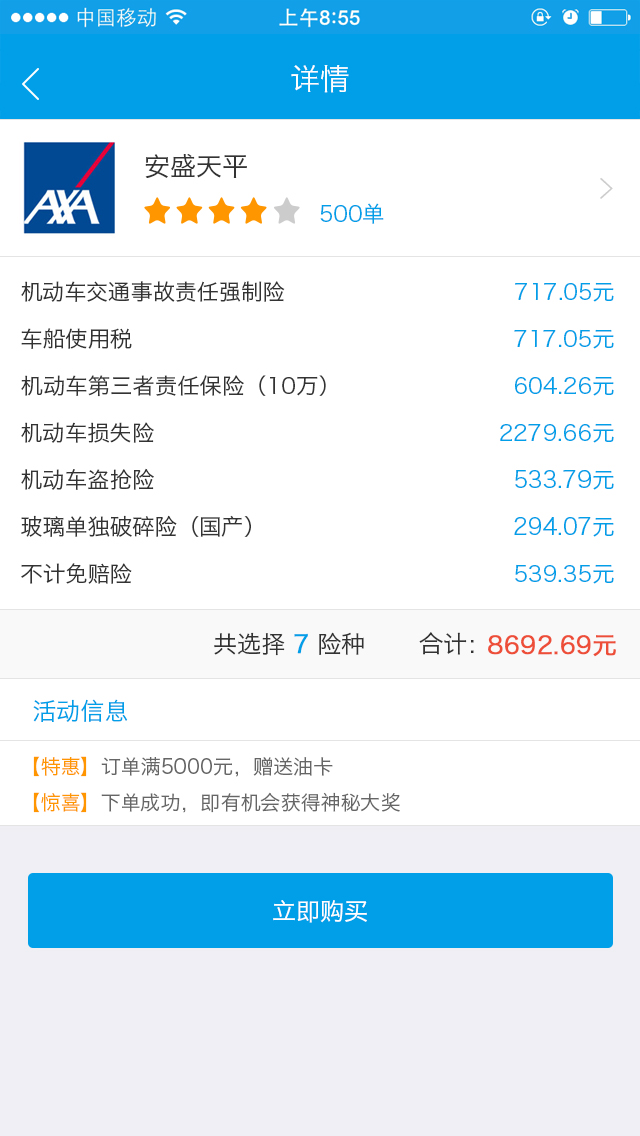 中国移动 上午8:55
详情
AXA
安盛天平
500单
机动车交通事故责任强制险 717.05元
车船使用税 717.05元
机动车第三者责任保险（10万） 604.26元
机动车损失险 2279.66元
机动车盗抢险 533.79元
玻璃单独破碎险（国产） 294.07元
不计免赔险 539.35元
共选择 7 险种 合计：8692.69元
活动信息
【特惠】订单满5000元，赠送油卡
【惊喜】下单成功，即有机会获得神秘大奖
立即购买